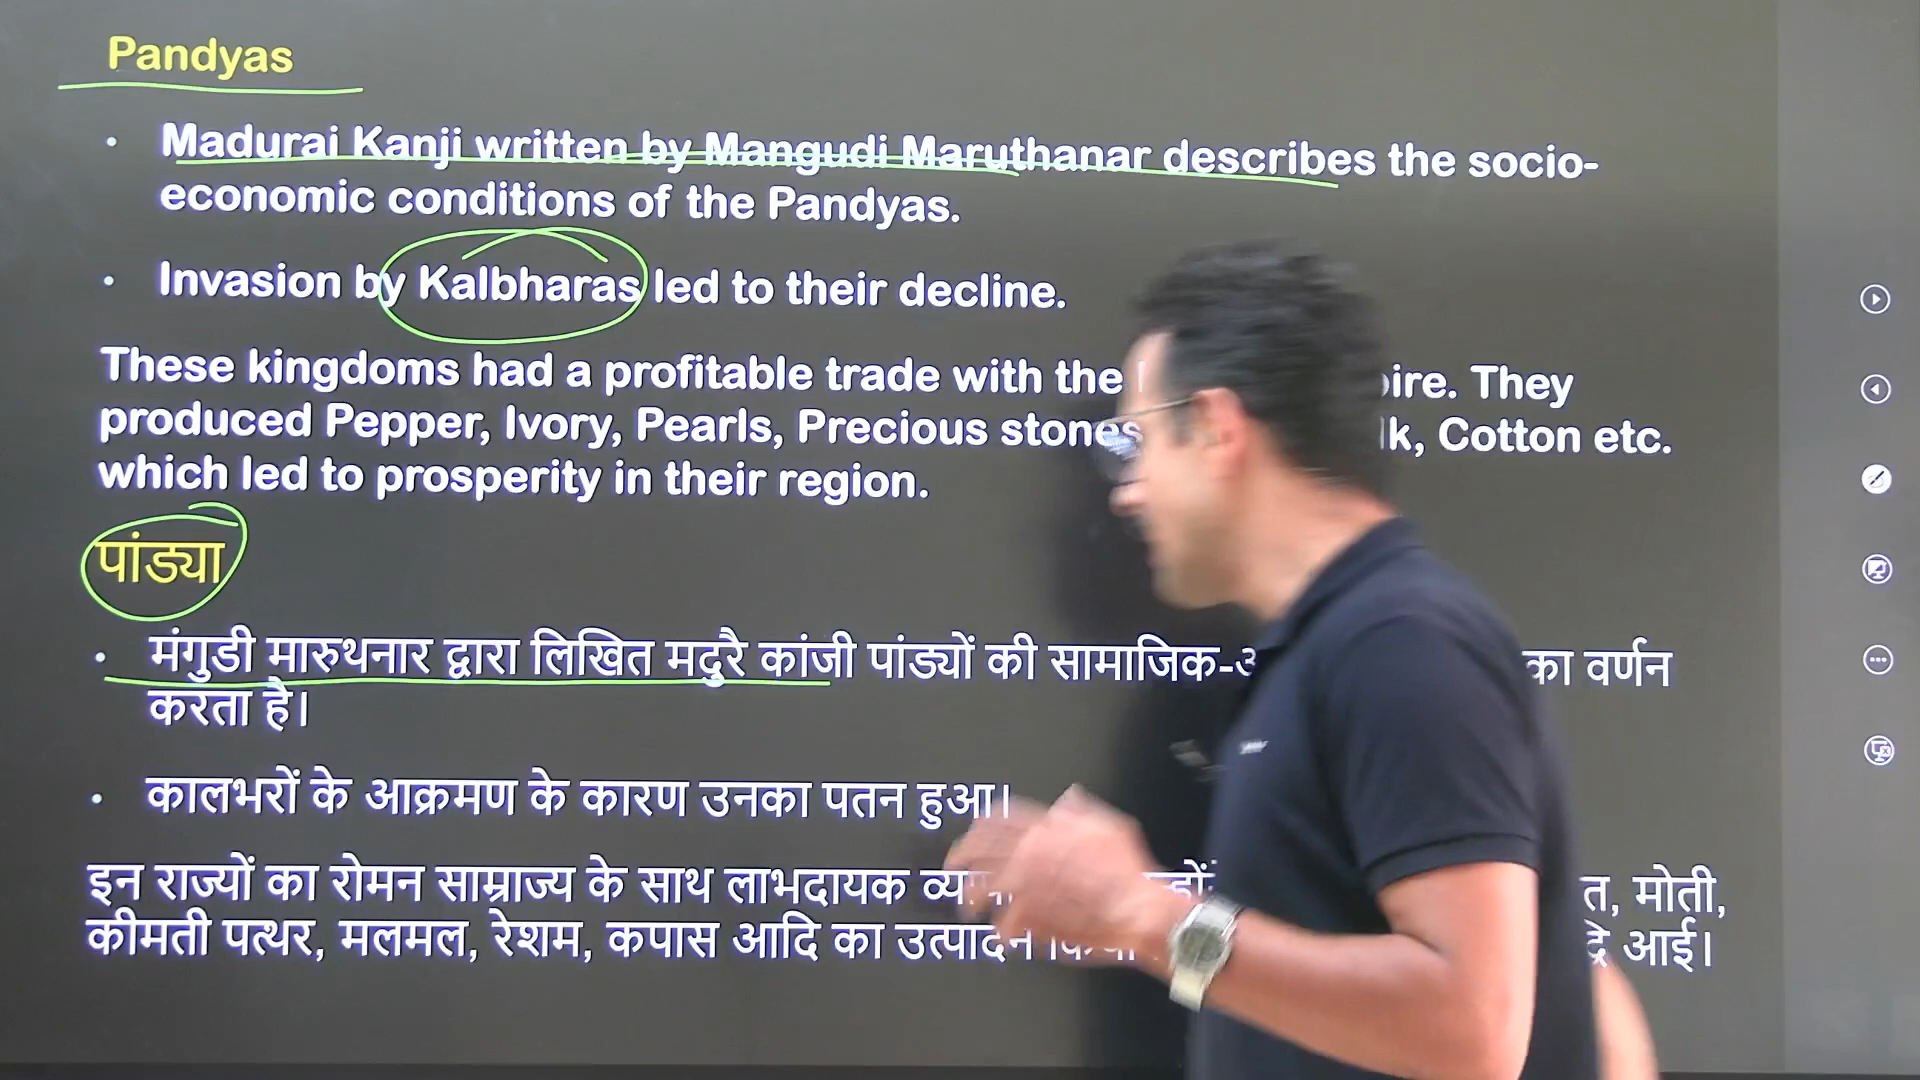 Pandyas
• Madurai Kanji written by Mangudi Maruthanar describes the socio-
economic conditions of the Pandyas.
• Invasion by Kalbharas led to their decline.
These kingdoms had a profitable trade with the They
produced Pepper, Ivory, Pearls, Precious stones Cotton etc.
which led to prosperity in their region.
पांड्या
• मंगुडी मारुथनार द्वारा लिखित मदुरै कांजी पांड्यों की का वर्णन
करता है।
• कालभरों के आक्रमण के कारण उनका पतन हुआ।
इन राज्यों का रोमन साम्राज्य के साथ लाभदायक मोती,
कीमती पत्थर, मलमल, रेशम, कपास आदि का उत्पादन आई।